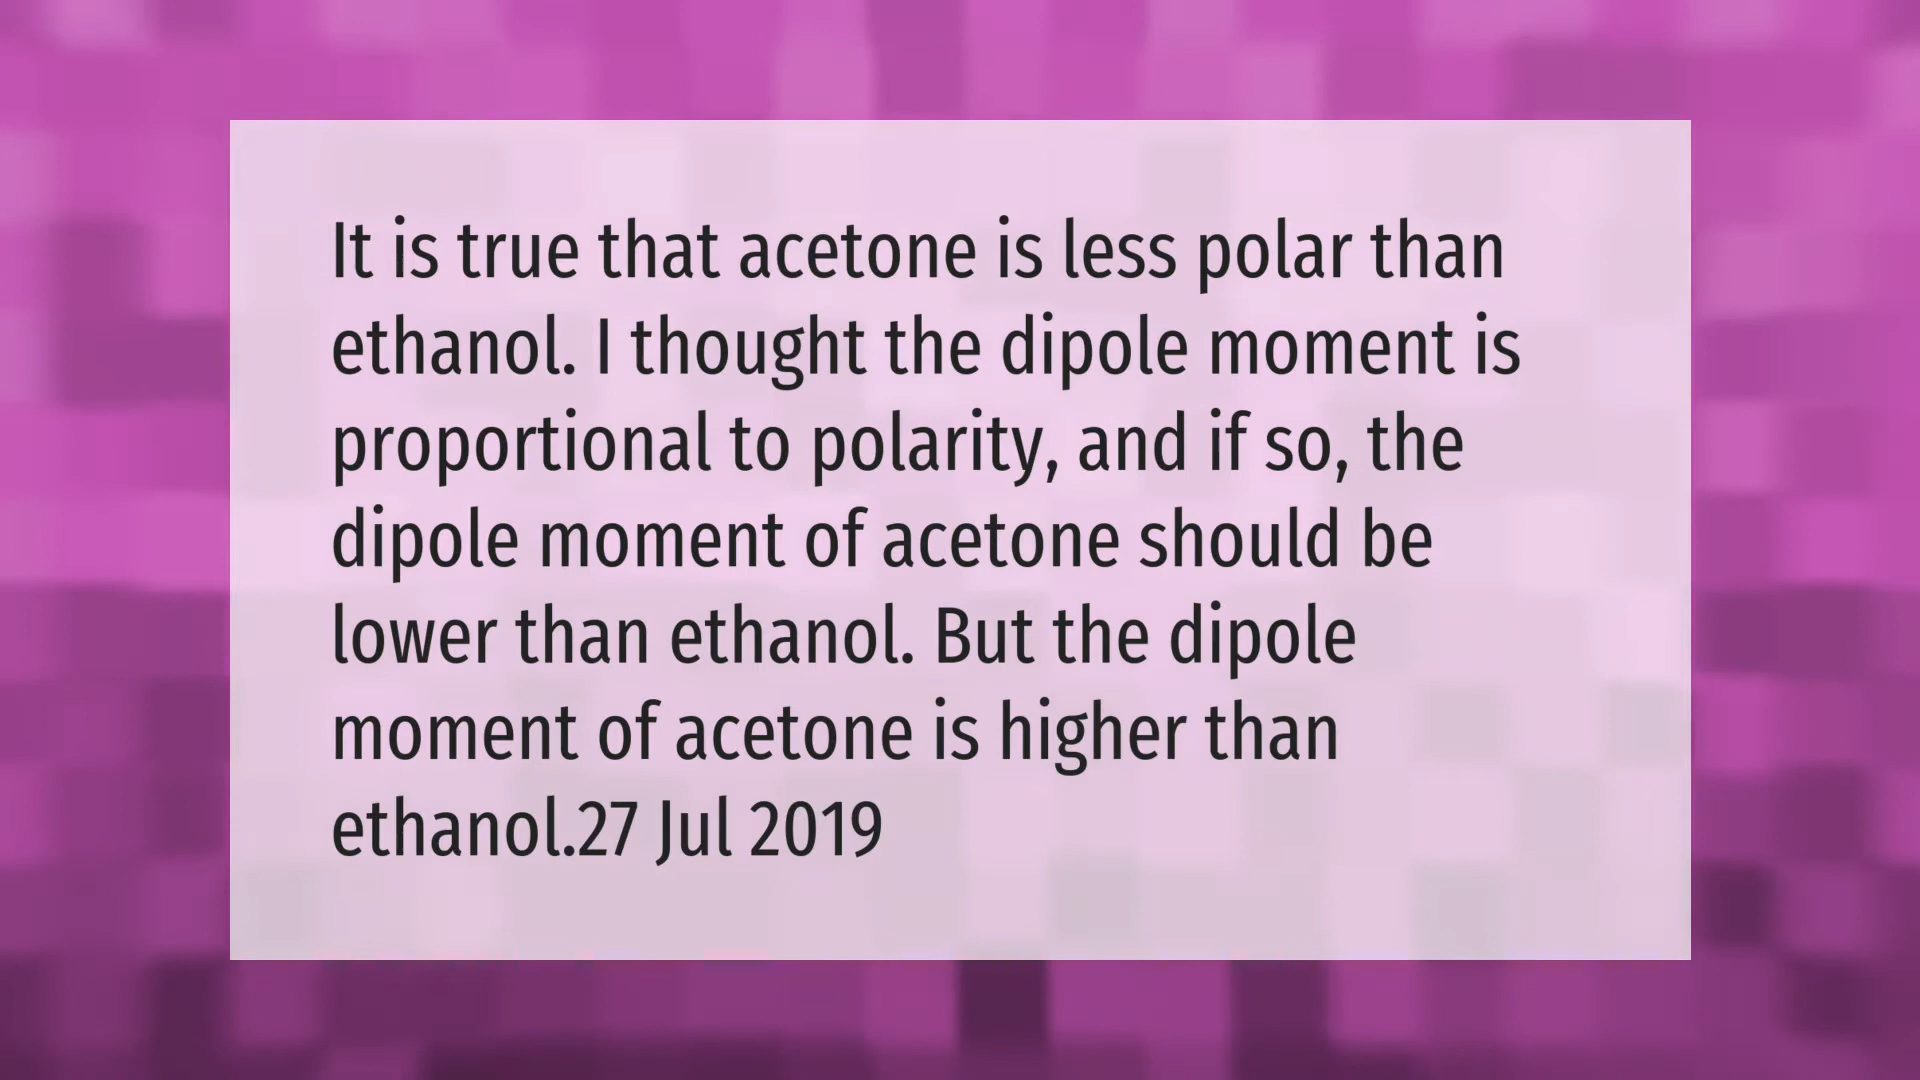 It is true that acetone is less polar than
ethanol. I thought the dipole moment is
proportional to polarity, and if so, the
dipole moment of acetone should be
lower than ethanol. But the dipole
moment of acetone is higher than
ethanol.27 Jul 2019